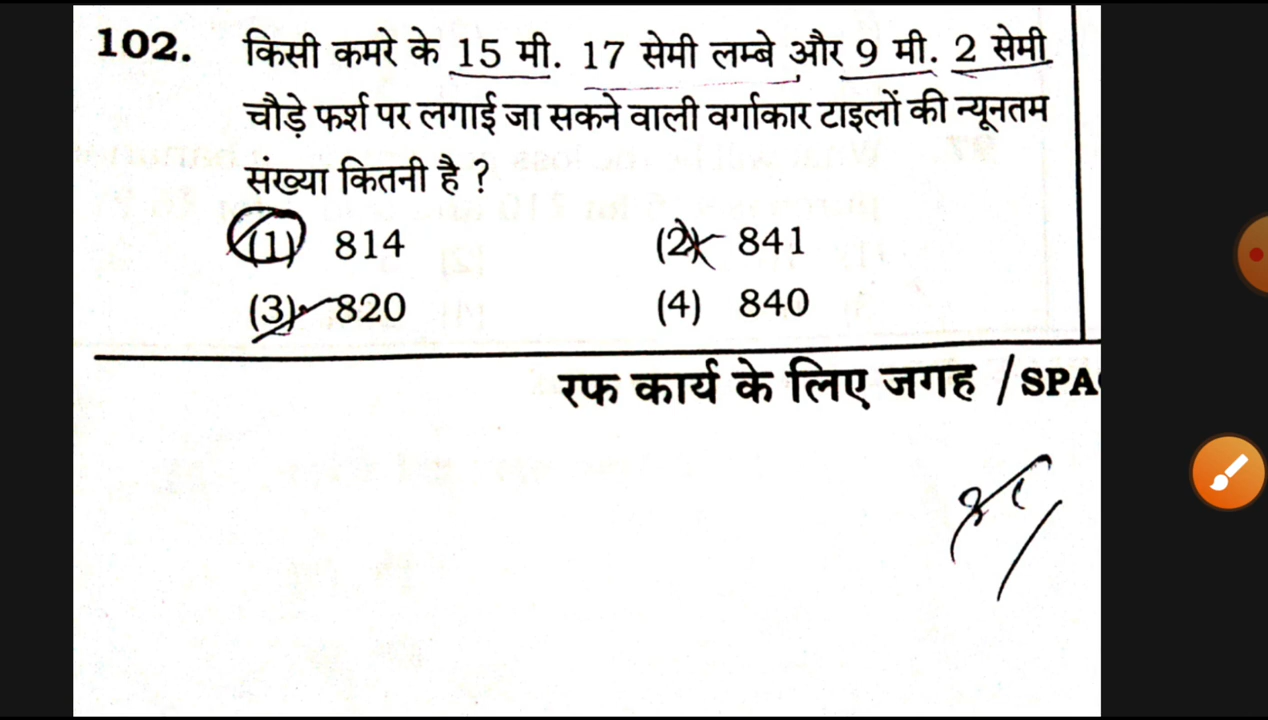 102. किसी कमरे के 15 मी. 17 सेमी लम्बे और 9 मी. 2 सेमी
चौड़े फर्श पर लगाई जा सकने वाली वर्गाकार टाइलों की न्यूनतम
संख्या कितनी है ?
(1) 814 (2) 841
(3) 820 (4) 840
रफ कार्य के लिए जगह / SPA